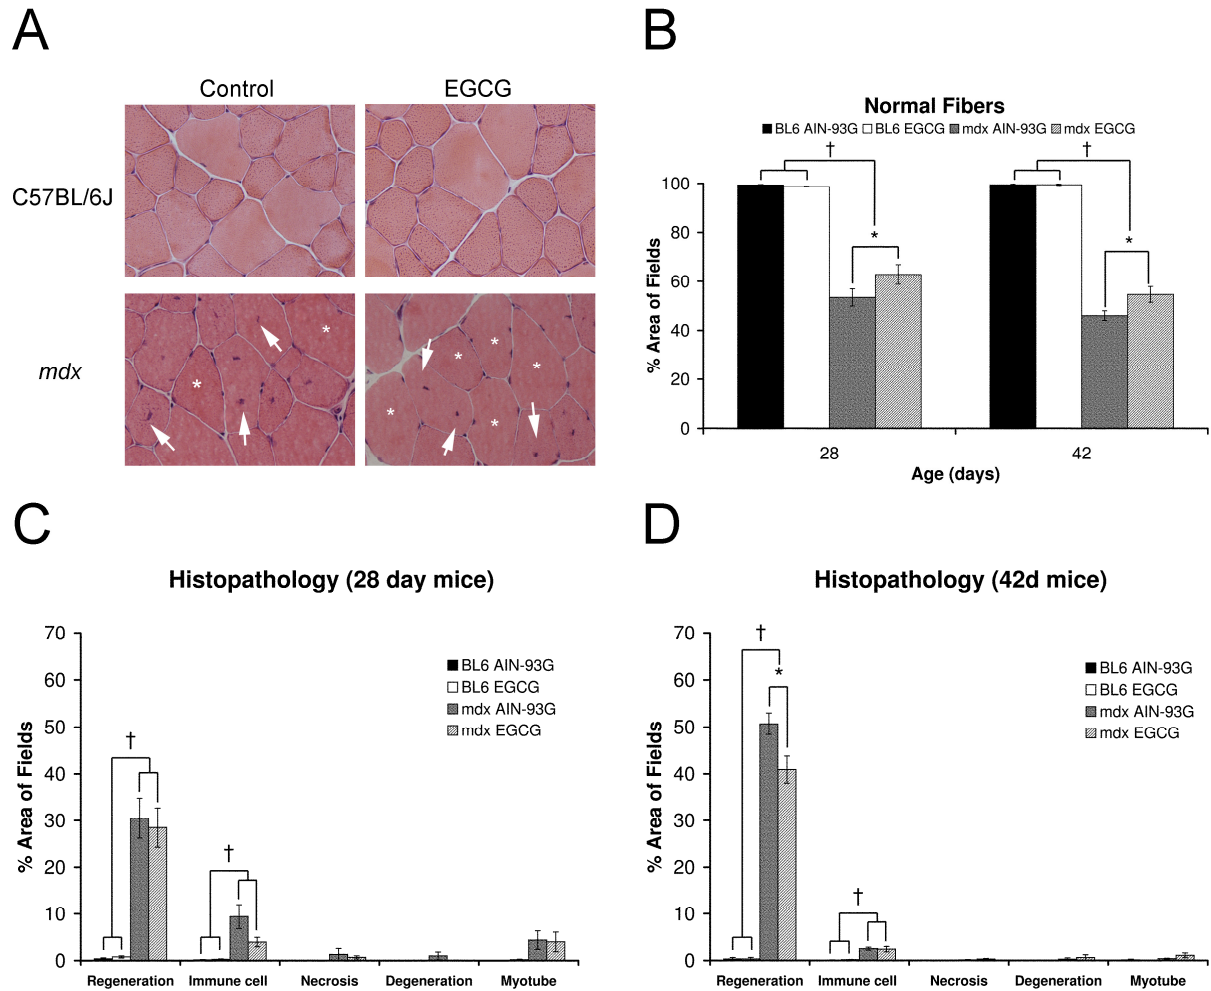 A
Control EGCG
C57BL/6J
mdx
* * * * * * *
B
Normal Fibers
BL6 AIN-93G BL6 EGCG mdx AIN-93G mdx EGCG
† †
* *
100
80
60
40
20
0
% Area of Fields
28 42
Age (days)
C
Histopathology (28 day mice)
70
60
50
40
30
20
10
0
% Area of Fields
BL6 AIN-93G
BL6 EGCG
mdx AIN-93G
mdx EGCG
†
†
Regeneration Immune cell Necrosis Degeneration Myotube
D
Histopathology (42d mice)
70
60
50
40
30
20
10
0
% Area of Fields
BL6 AIN-93G
BL6 EGCG
mdx AIN-93G
mdx EGCG
†
*
†
Regeneration Immune cell Necrosis Degeneration Myotube